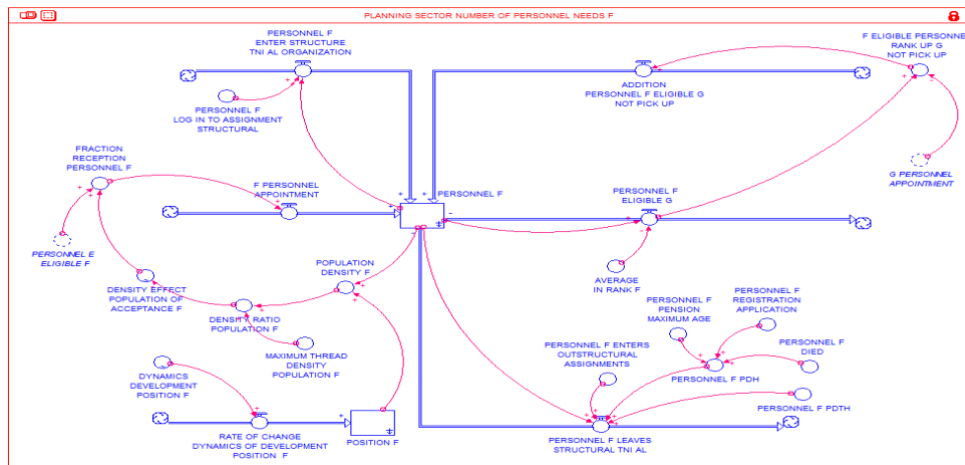 PLANNING SECTOR NUMBER OF PERSONNEL NEEDS F
PERSONNEL F
ENTER STRUCTURE
TNI AL ORGANIZATION
F ELIGIBLE PERSONNEL
RANK UP G
NOT PICK UP
ADDITION
PERSONNEL F ELIGIBLE G
NOT PICK UP
PERSONNEL F
LOG IN TO ASSIGNMENT
STRUCTURAL
FRACTION
RECEPTION
PERSONNEL F
G PERSONNEL
APPOINTMENT
F PERSONNEL
APPOINTMENT
PERSONNEL F
PERSONNEL F
ELIGIBLE G
PERSONNEL E
ELIGIBLE F
POPULATION
DENSITY F
AVERAGE
IN RANK F
DENSITY EFFECT
POPULATION OF
ACCEPTANCE F
DENSITY RATIO
POPULATION F
PERSONNEL F
PENSION
MAXIMUM AGE
PERSONNEL F
REGISTRATION
APPLICATION
MAXIMUM THREAD
DENSITY
POPULATION F
PERSONNEL F ENTERS
OUTSTRUCTURAL
ASSIGNMENTS
PERSONNEL F
DIED
PERSONNEL F PDH
DYNAMICS
DEVELOPMENT
POSITION F
PERSONNEL F PDTH
RATE OF CHANGE
DYNAMICS OF DEVELOPMENT
POSITION F
POSITION F
PERSONNEL F LEAVES
STRUCTURAL TNI AL